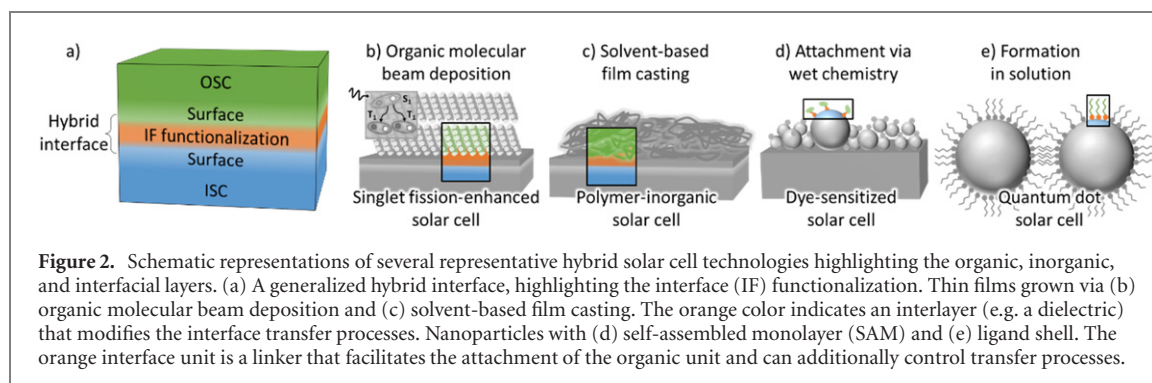 a)
OSC
Surface
Hybrid
interface
IF functionalization
Surface
ISC
b) Organic molecular
beam deposition
S₁
T₁
T₁
Singlet fission-enhanced
solar cell
c) Solvent-based
film casting
Polymer-inorganic
solar cell
d) Attachment via
wet chemistry
Dye-sensitized
solar cell
e) Formation
in solution
Quantum dot
solar cell
Figure 2. Schematic representations of several representative hybrid solar cell technologies highlighting the organic, inorganic,
and interfacial layers. (a) A generalized hybrid interface, highlighting the interface (IF) functionalization. Thin films grown via (b)
organic molecular beam deposition and (c) solvent-based film casting. The orange color indicates an interlayer (e.g. a dielectric)
that modifies the interface transfer processes. Nanoparticles with (d) self-assembled monolayer (SAM) and (e) ligand shell. The
orange interface unit is a linker that facilitates the attachment of the organic unit and can additionally control transfer processes.